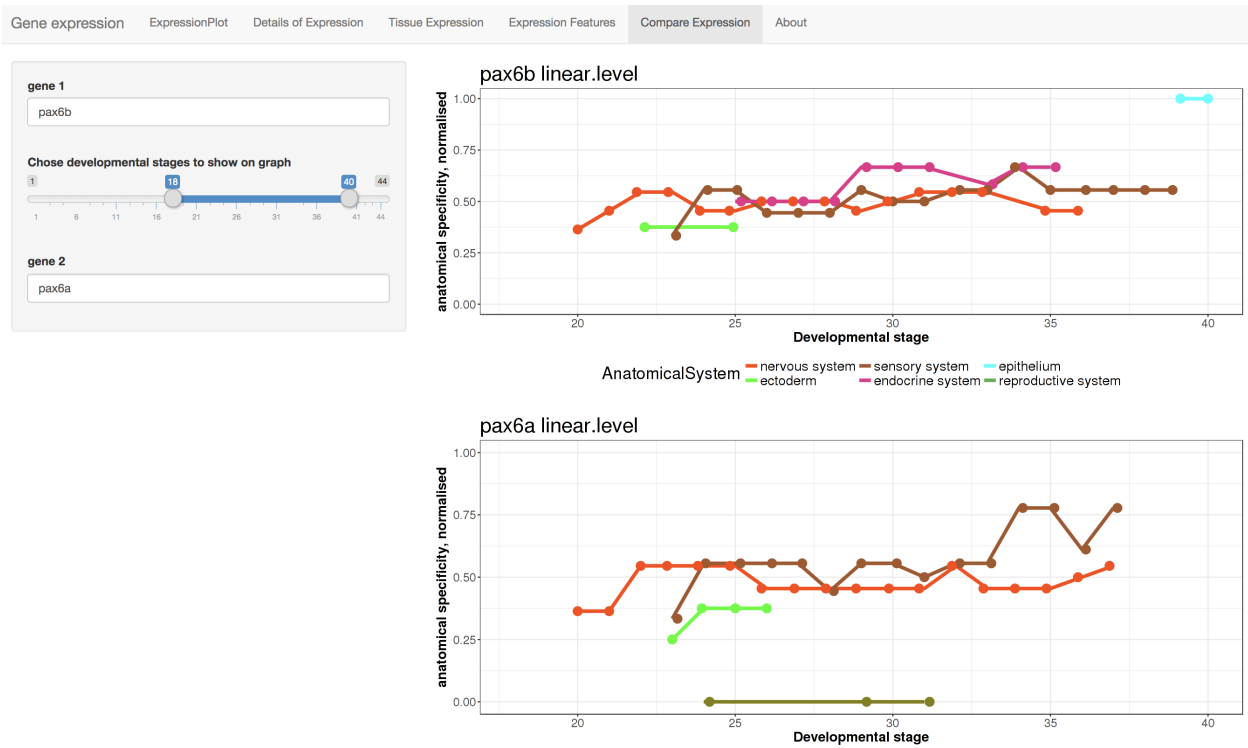 Gene expression ExpressionPlot Details of Expression Tissue Expression Expression Features Compare Expression About
gene 1
pax6b
Chose developmental stages to show on graph
1 18 40 44
1 6 11 16 21 26 31 36 41 44
gene 2
pax6a
pax6b linear.level
anatomical specificity, normalised
1.00
0.75
0.50
0.25
0.00
20 25 30 35 40
Developmental stage
AnatomicalSystem
nervous system sensory system epithelium
ectoderm endocrine system reproductive system
pax6a linear.level
anatomical specificity, normalised
1.00
0.75
0.50
0.25
0.00
20 25 30 35 40
Developmental stage